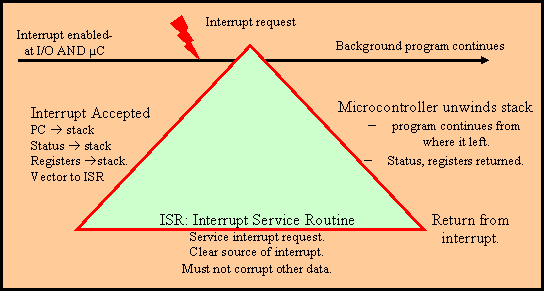 Interrupt request
Interrupt enabled-
at I/O AND µC
Background program continues
Interrupt Accepted
PC → stack
Status → stack
Registers →stack.
Vector to ISR
Microcontroller unwinds stack
– program continues from
where it left.
– Status, registers returned.
ISR: Interrupt Service Routine
Service interrupt request.
Clear source of interrupt.
Must not corrupt other data.
Return from
interrupt.